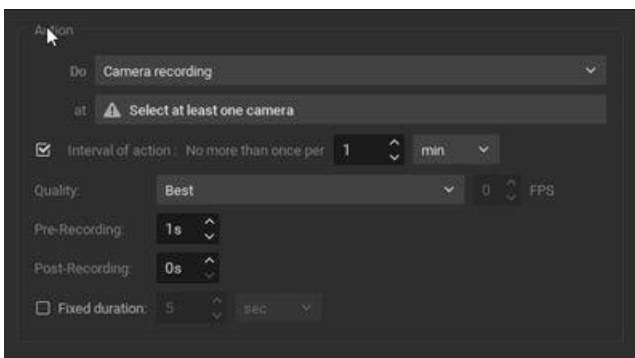 Action
Do Camera recording
at Select at least one camera
Interval of action : No more than once per 1 min
Quality: Best 0 FPS
Pre-Recording: 1s
Post-Recording: 0s
Fixed duration: 5 sec